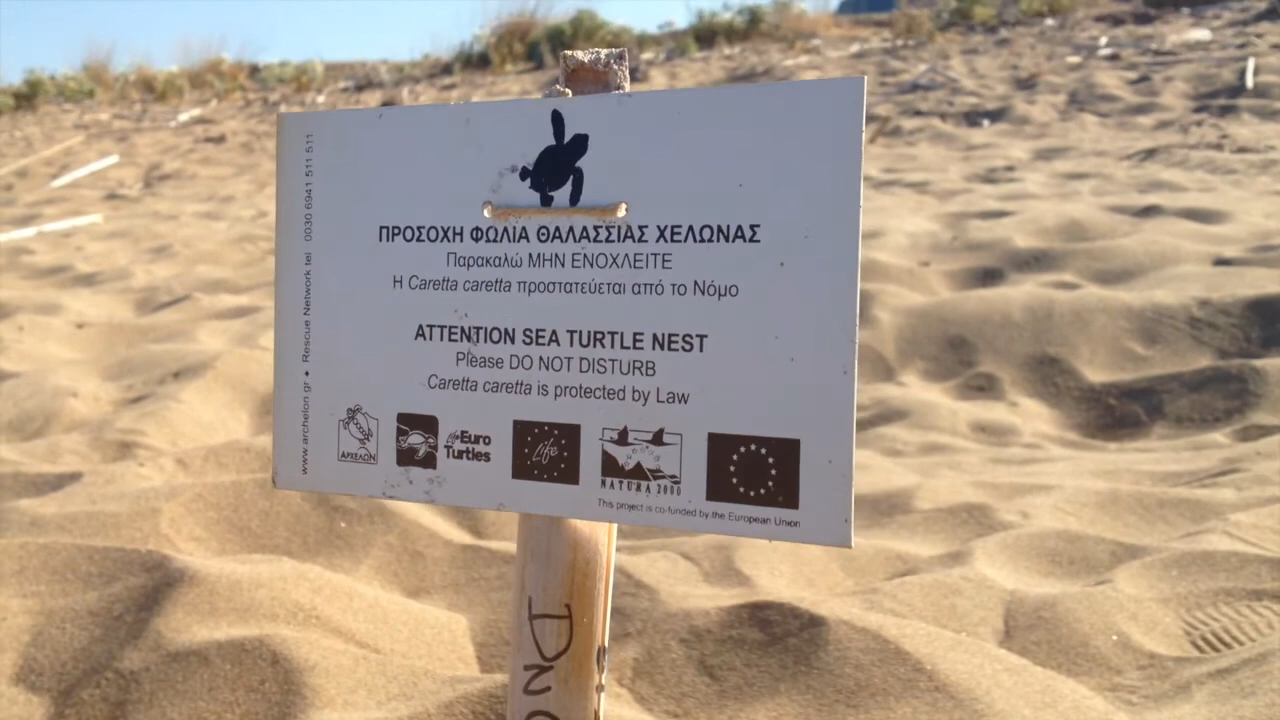 ΠΡΟΣΟΧΗ ΦΩΛΙΑ ΘΑΛΑΣΣΙΑΣ ΧΕΛΩΝΑΣ
Παρακαλώ ΜΗΝ ΕΝΟΧΛΕΙΤΕ
Η Caretta caretta προστατεύεται από το Νόμο
ATTENTION SEA TURTLE NEST
Please DO NOT DISTURB
Caretta caretta is protected by Law
www.archelon.gr ✦ Rescue Network tel 0030 6941 511 511
ΑΡΧΕΛΩΝ
Life Euro
Turtles
Life
NATURA 2000
This project is co-funded by the European Union